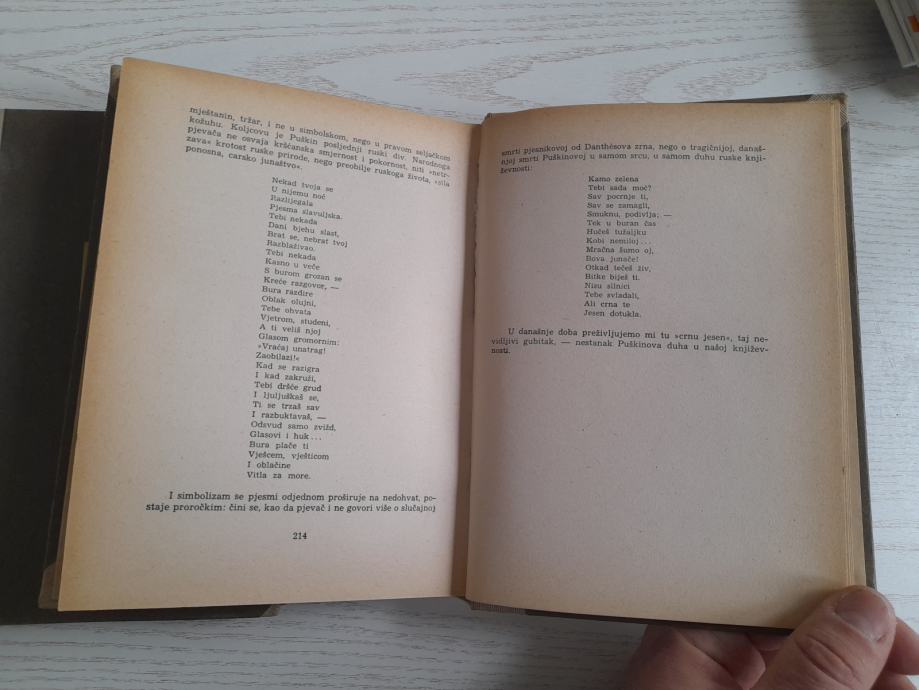 mještanin, tržar, i ne u simbolskom, nego u pravom seljačkom
kožuhu. Koljcovu je Puškin posljednji ruski div. Narodnoga
pjevača ne osvaja kršćanska smjernost i pokornost, niti »netr-
zava« krotost ruske prirode, nego preobilje ruskoga života, »sila
ponosna, carsko junaštvo«.
Nekad tvoja se
U nijemu noć
Razlijegala
Pjesma slavuljska.
Tebi nekada
Dani bjehu slast,
Brat se, nebrat tvoj
Razblaživao.
Tebi nekada
Kasno u veče
S burom grozan se
Kreće razgovor, —
Bura razdire
Oblak olujni,
Tebe ohvata
Vjetrom, studeni,
A ti veliš njoj
Glasom gromornim:
»Vraćaj unatrag!
Zaobilazi!«
Kad se razigra
I kad zakruži,
Tebi dršće grud
I ljuljuškaš se,
Ti se trzaš sav
I razbuktavaš, —
Odsvud samo zvižd,
Glasovi i huk...
Bura plače ti
Vješcem, vješticom
I oblačine
Vitla za more.
I simbolizam se pjesmi odjednom proširuje na nedohvat, po-
staje proročkim: čini se, kao da pjevač i ne govori više o slučajnoj
214
smrti pjesnikovoj od Danthèsova zrna, nego o tragičnijoj, današ-
njoj smrti Puškinovoj u samom srcu, u samom duhu ruske knji-
ževnosti:
Kamo zelena
Tebi sada moć?
Sav pocrnje ti,
Sav se zamagli,
Smuknu, podivlja; —
Tek u buran čas
Hučeš tužaljku
Kobi nemiloj...
Mračna šumo oj,
Bova junače!
Otkad tečeš živ,
Bitke biješ ti.
Nisu silnici
Tebe svladali,
Ali crna te
Jesen dotukla.
U današnje doba preživljujemo mi tu »crnu jesen«, taj ne-
vidljivi gubitak, — nestanak Puškinova duha u našoj književ-
nosti.